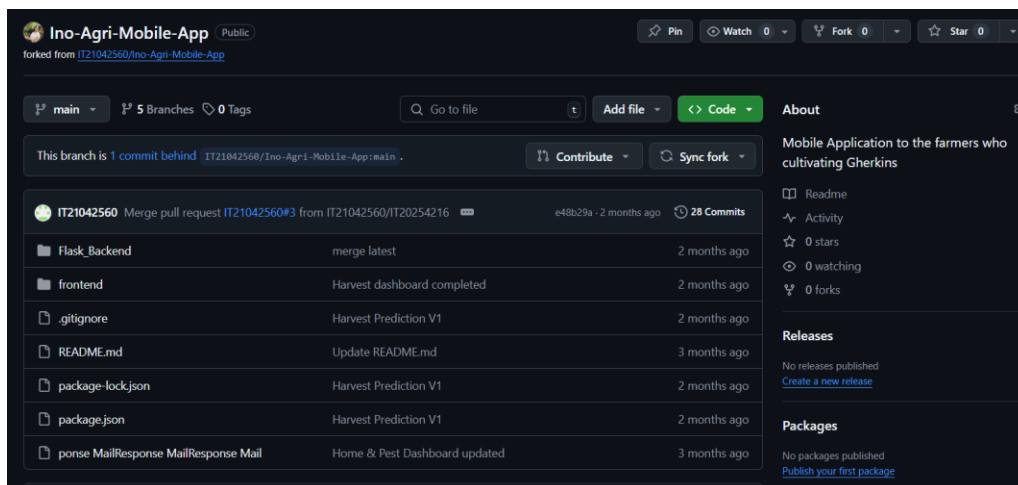 Ino-Agri-Mobile-App Public Pin Watch 0 Fork 0 Star 0
forked from IT21042560/Ino-Agri-Mobile-App
main 5 Branches 0 Tags Go to file t Add file Code
This branch is 1 commit behind IT21042560/Ino-Agri-Mobile-App:main . Contribute Sync fork
IT21042560 Merge pull request IT21042560#3 from IT21042560/IT20254216 e48b29a · 2 months ago 28 Commits
Flask_Backend merge latest 2 months ago
frontend Harvest dashboard completed 2 months ago
.gitignore Harvest Prediction V1 2 months ago
README.md Update README.md 3 months ago
package-lock.json Harvest Prediction V1 2 months ago
package.json Harvest Prediction V1 2 months ago
ponse MailResponse MailResponse Mail Home & Pest Dashboard updated 3 months ago
About
Mobile Application to the farmers who
cultivating Gherkins
Readme
Activity
0 stars
0 watching
0 forks
Releases
No releases published
Create a new release
Packages
No packages published
Publish your first package